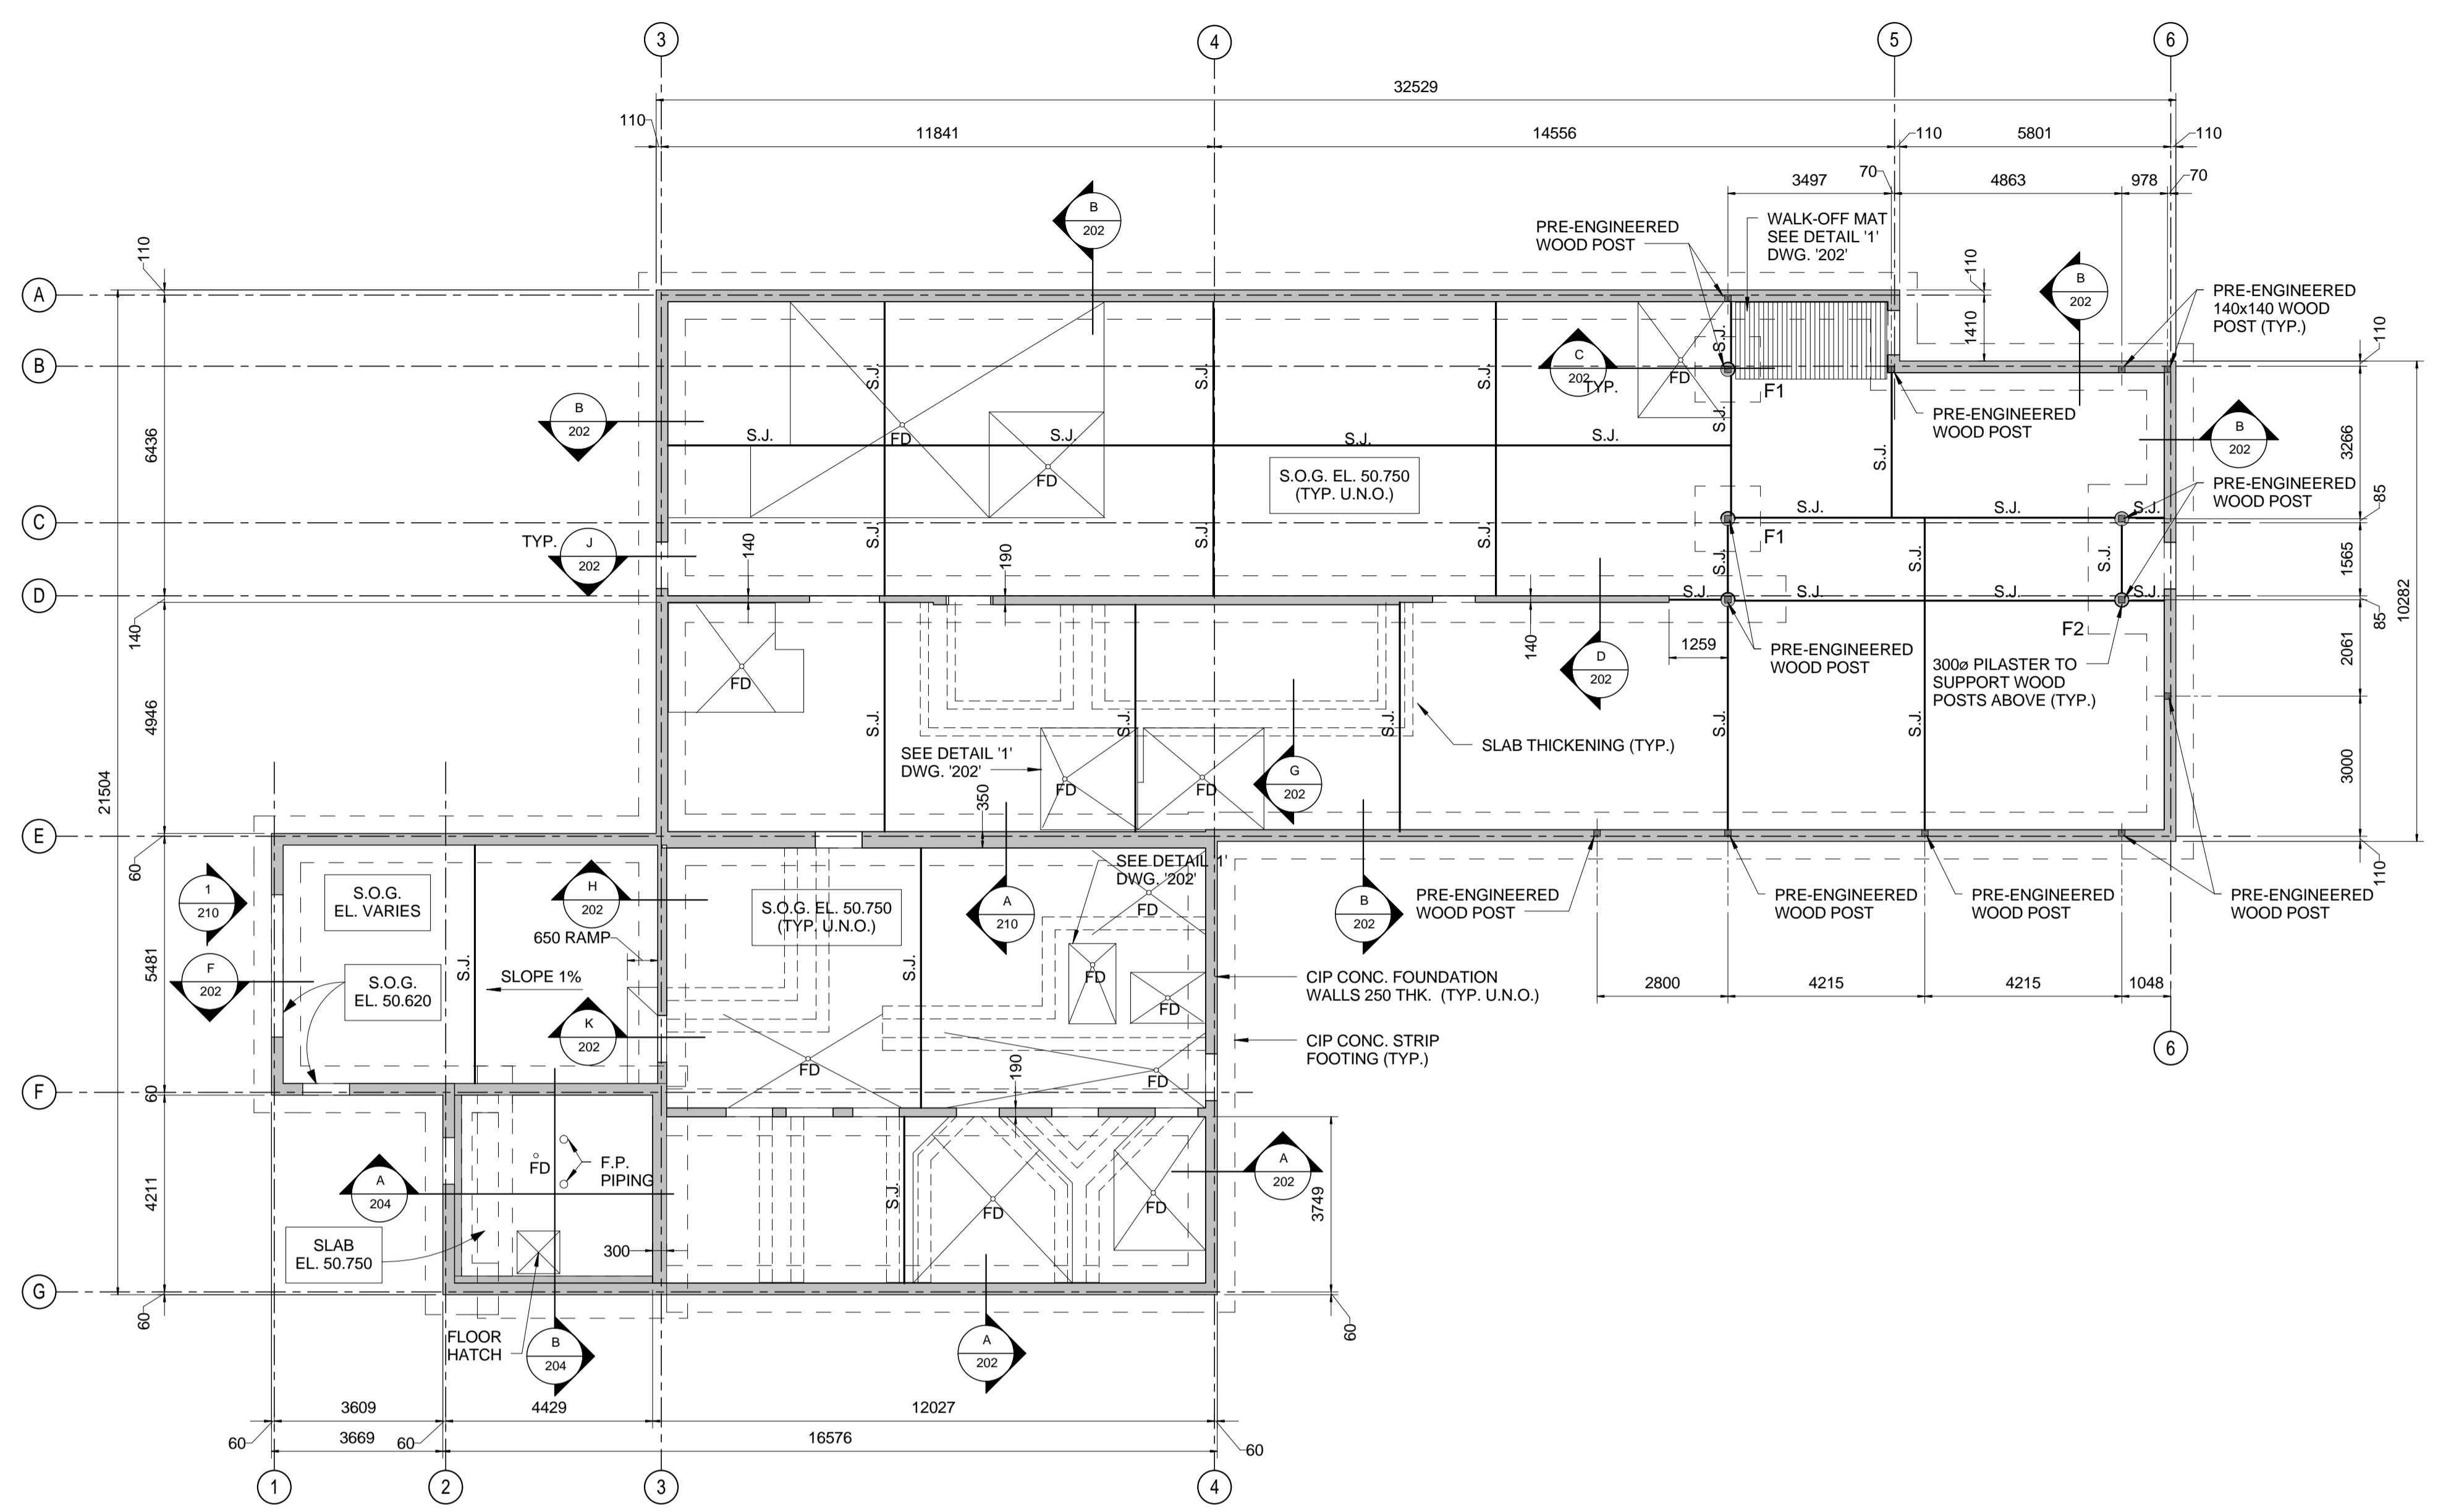 3
4
5
6
32529
110
11841
14556
110
5801
110
3497
70
4863
978
70
B
202
PRE-ENGINEERED
WOOD POST
WALK-OFF MAT
SEE DETAIL '1'
DWG. '202'
110
A
110
1410
B
202
PRE-ENGINEERED
140x140 WOOD
POST (TYP.)
110
B
S.J.
C
202
TYP.
FD
F1
S.J.
S.J.
S.J.
S.J.
PRE-ENGINEERED
WOOD POST
B
202
6436
B
202
FD
S.J.
S.J.
S.J.
S.J.
FD
S.J.
S.O.G. EL. 50.750
(TYP. U.N.O.)
3266
10282
PRE-ENGINEERED
WOOD POST
85
C
S.J.
S.J.
S.J.
F1
TYP.
J
202
140
190
S.J.
S.J.
S.J.
S.J.
S.J.
S.J.
1565
D
S.J.
S.J.
S.J.
S.J.
140
140
1259
D
202
PRE-ENGINEERED
WOOD POST
F2
300ø PILASTER TO
SUPPORT WOOD
POSTS ABOVE (TYP.)
85
2061
4946
FD
S.J.
S.J.
S.J.
S.J.
S.J.
SLAB THICKENING (TYP.)
SEE DETAIL '1'
DWG. '202'
FD
FD
G
202
3000
21504
350
E
60
110
1
210
S.O.G.
EL. VARIES
H
202
S.O.G. EL. 50.750
(TYP. U.N.O.)
A
210
SEE DETAIL '1'
DWG. '202'
FD
B
202
PRE-ENGINEERED
WOOD POST
PRE-ENGINEERED
WOOD POST
PRE-ENGINEERED
WOOD POST
PRE-ENGINEERED
WOOD POST
650 RAMP
5481
F
202
S.O.G.
EL. 50.620
S.J.
SLOPE 1%
S.J.
FD
FD
CIP CONC. FOUNDATION
WALLS 250 THK. (TYP. U.N.O.)
2800
4215
4215
1048
K
202
CIP CONC. STRIP
FOOTING (TYP.)
6
FD
190
FD
F
60
4211
FD
F.P.
PIPING
A
204
S.J.
FD
FD
A
202
3749
SLAB
EL. 50.750
300
G
60
FLOOR
HATCH
B
204
A
202
60
3609
4429
12027
60
3669
60
16576
60
1
2
3
4